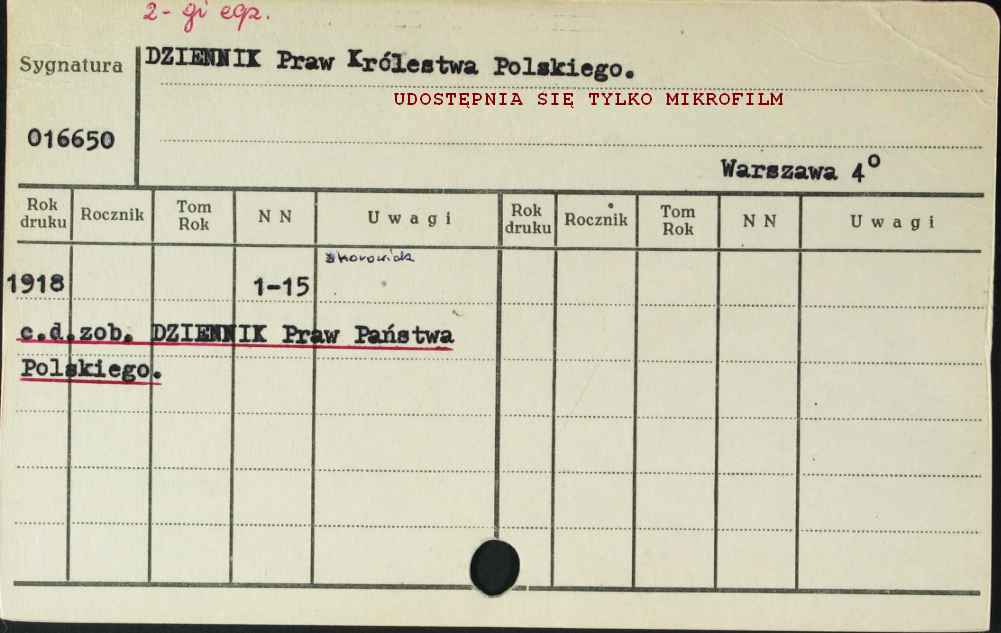 2-gi egz.
Sygnatura
DZIENNIK Praw Królestwa Polskiego.
UDOSTĘPNIA SIĘ TYLKO MIKROFILM
016650
Warszawa 4°
Rok druku Rocznik Tom Rok N N Uwagi Rok druku Rocznik Tom Rok N N Uwagi
skorowidz
1918 1-15
c.d.zob. DZIENNIK Praw Państwa
Polskiego.